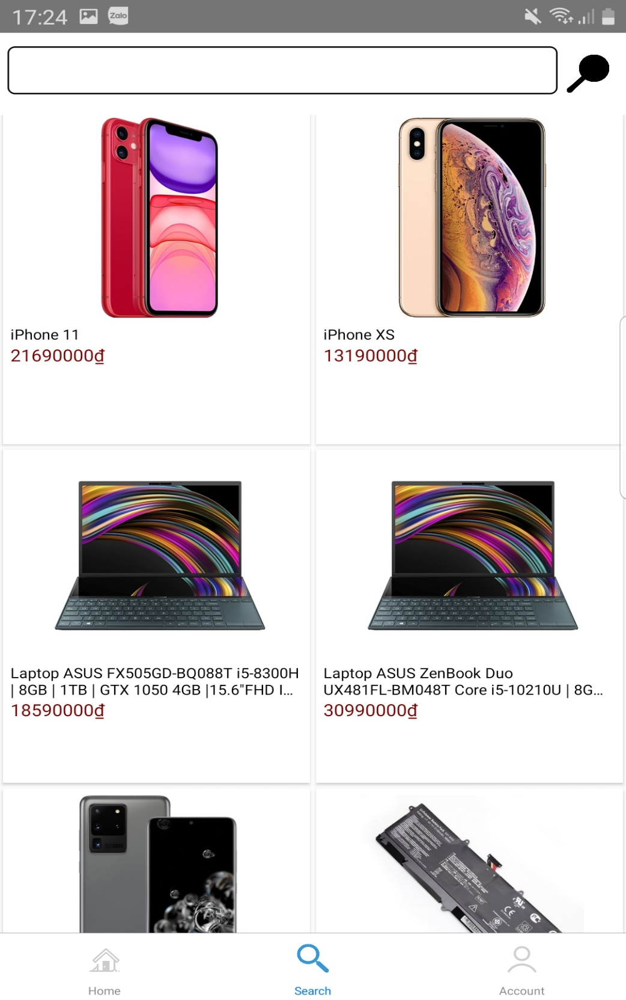 17:24
Zalo
iPhone 11
21690000₫
iPhone XS
13190000₫
Laptop ASUS FX505GD-BQ088T i5-8300H
| 8GB | 1TB | GTX 1050 4GB |15.6"FHD I...
18590000₫
Laptop ASUS ZenBook Duo
UX481FL-BM048T Core i5-10210U | 8G...
30990000₫
Home
Search
Account